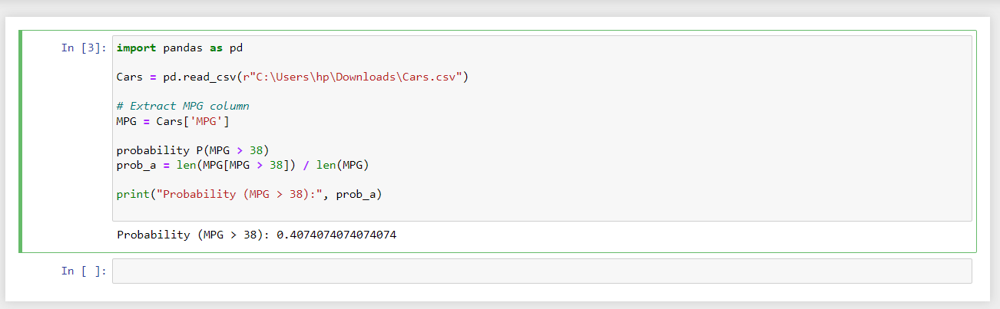 In [3]: import pandas as pd
Cars = pd.read_csv(r"C:\Users\hp\Downloads\Cars.csv")
# Extract MPG column
MPG = Cars['MPG']
probability P(MPG > 38)
prob_a = len(MPG[MPG > 38]) / len(MPG)
print("Probability (MPG > 38):", prob_a)
Probability (MPG > 38): 0.4074074074074074
In [ ]: